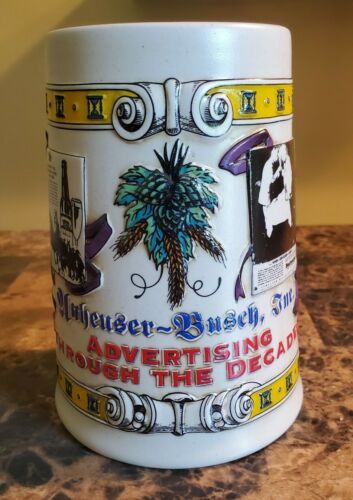 Anheuser-Busch, Inc.
ADVERTISING
THROUGH THE DECADES